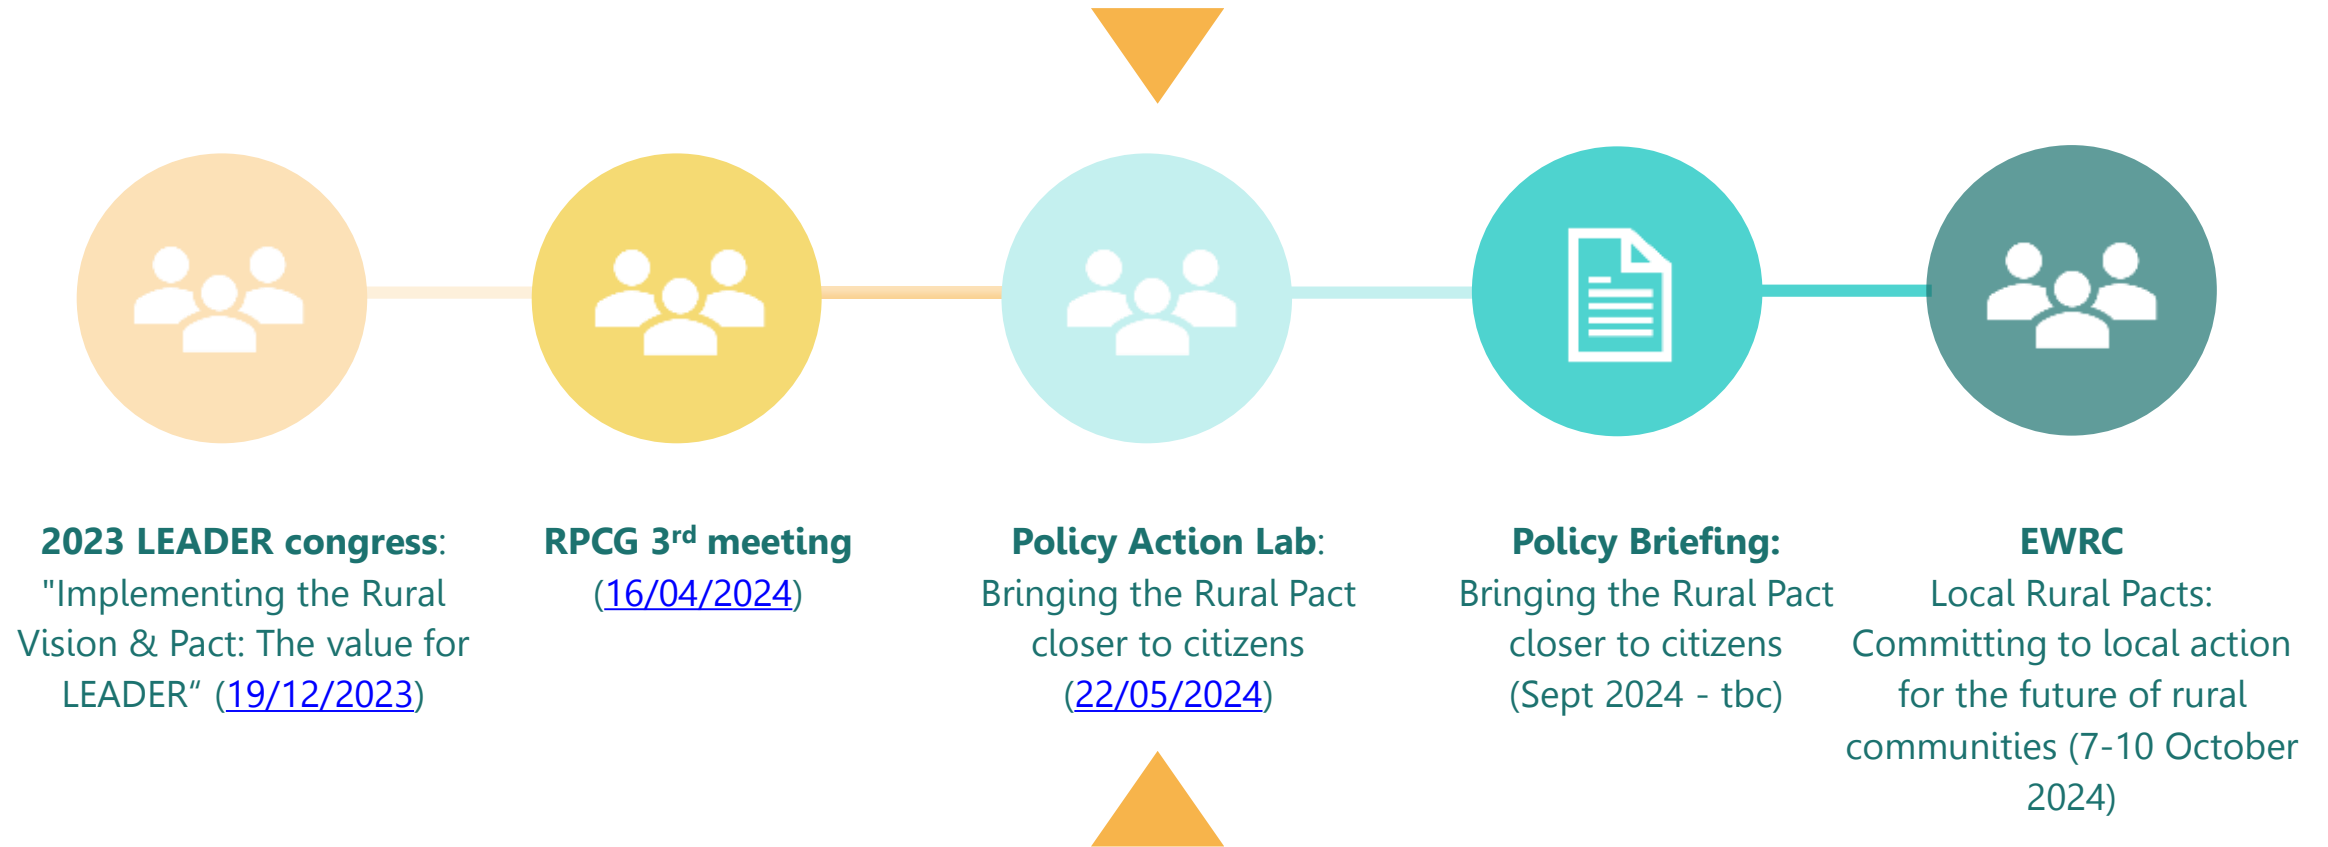 2023 LEADER congress:
"Implementing the Rural
Vision & Pact: The value for
LEADER“ (19/12/2023)
RPCG 3rd meeting
(16/04/2024)
Policy Action Lab:
Bringing the Rural Pact
closer to citizens
(22/05/2024)
Policy Briefing:
Bringing the Rural Pact
closer to citizens
(Sept 2024 - tbc)
EWRC
Local Rural Pacts:
Committing to local action
for the future of rural
communities (7-10 October
2024)